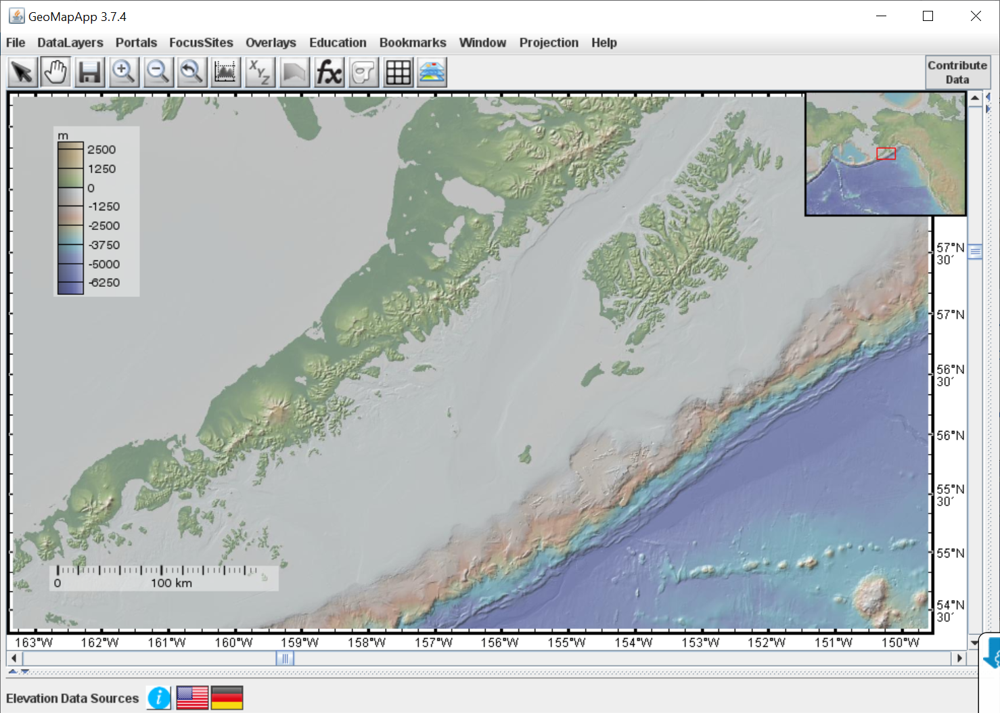 GeoMapApp 3.7.4
File DataLayers Portals FocusSites Overlays Education Bookmarks Window Projection Help
X Y Z fx
Contribute
Data
m
2500
1250
0
-1250
-2500
-3750
-5000
-6250
57°N
30´
57°N
56°N
30´
56°N
55°N
30´
55°N
54°N
30´
0 100 km
163°W 162°W 161°W 160°W 159°W 158°W 157°W 156°W 155°W 154°W 153°W 152°W 151°W 150°W
Elevation Data Sources i